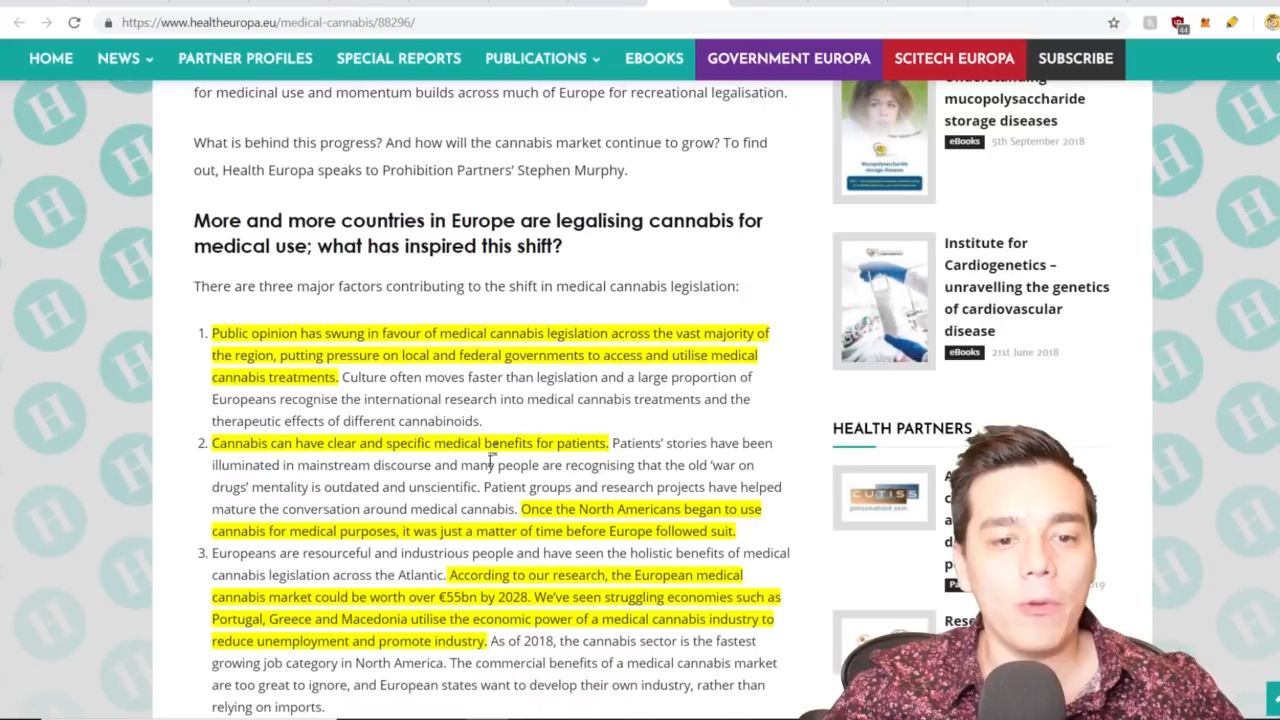 https://www.healtheuropa.eu/medical-cannabis/88296/
44
HOME NEWS PARTNER PROFILES SPECIAL REPORTS PUBLICATIONS EBOOKS GOVERNMENT EUROPA SCITECH EUROPA SUBSCRIBE
for medicinal use and momentum builds across much of Europe for recreational legalisation.
What is behind this progress? And how will the cannabis market continue to grow? To find
out, Health Europa speaks to Prohibition Partners' Stephen Murphy.
More and more countries in Europe are legalising cannabis for
medical use; what has inspired this shift?
There are three major factors contributing to the shift in medical cannabis legislation:
1. Public opinion has swung in favour of medical cannabis legislation across the vast majority of
the region, putting pressure on local and federal governments to access and utilise medical
cannabis treatments. Culture often moves faster than legislation and a large proportion of
Europeans recognise the international research into medical cannabis treatments and the
therapeutic effects of different cannabinoids.
2. Cannabis can have clear and specific medical benefits for patients. Patients' stories have been
illuminated in mainstream discourse and many people are recognising that the old 'war on
drugs' mentality is outdated and unscientific. Patient groups and research projects have helped
mature the conversation around medical cannabis. Once the North Americans began to use
cannabis for medical purposes, it was just a matter of time before Europe followed suit.
3. Europeans are resourceful and industrious people and have seen the holistic benefits of medical
cannabis legislation across the Atlantic. According to our research, the European medical
cannabis market could be worth over €55bn by 2028. We've seen struggling economies such as
Portugal, Greece and Macedonia utilise the economic power of a medical cannabis industry to
reduce unemployment and promote industry. As of 2018, the cannabis sector is the fastest
growing job category in North America. The commercial benefits of a medical cannabis market
are too great to ignore, and European states want to develop their own industry, rather than
relying on imports.
Understanding
mucopolysaccharide
storage diseases
eBooks 5th September 2018
Mucopolysaccharide
storage diseases
Institute for
Cardiogenetics –
unravelling the genetics
of cardiovascular
disease
eBooks 21st June 2018
HEALTH PARTNERS
CUTISS
personalized skin